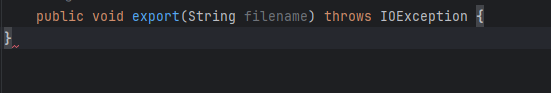 public void export(String filename) throws IOException {
}